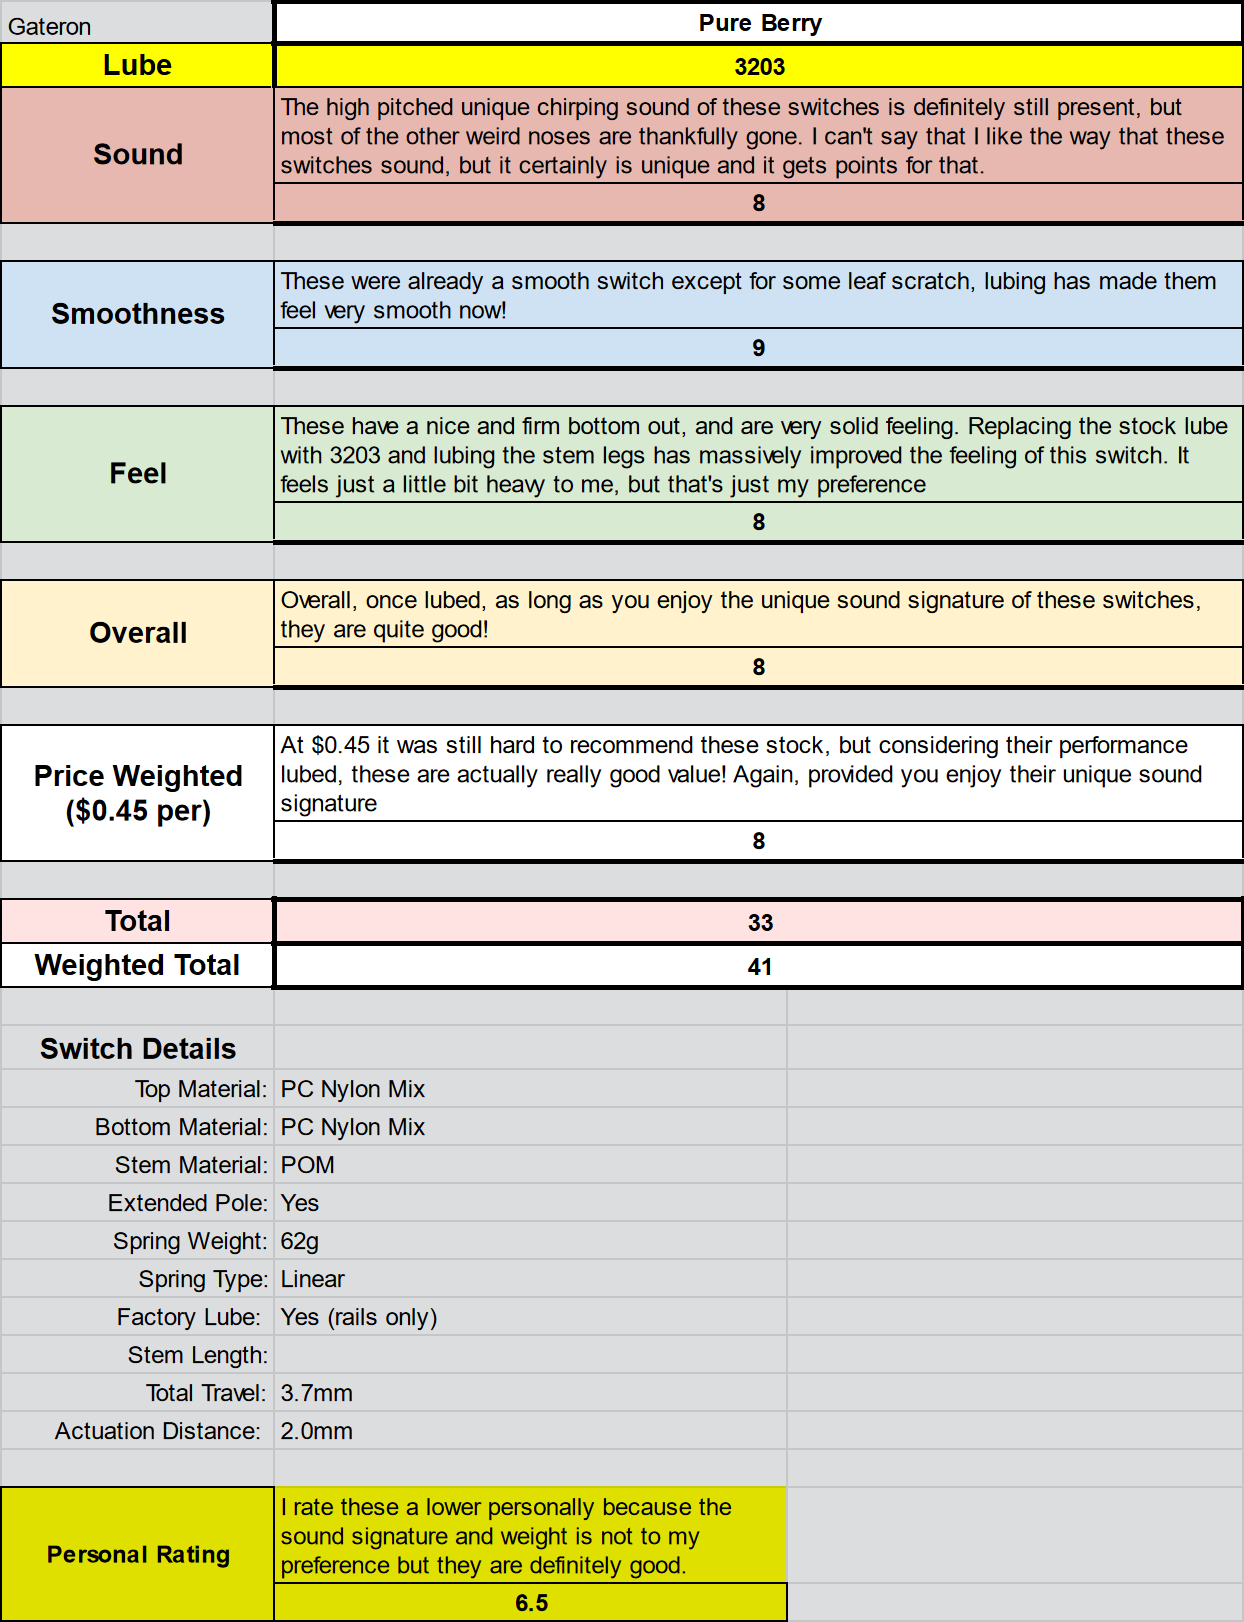 Gateron
Pure Berry
Lube
3203
Sound
The high pitched unique chirping sound of these switches is definitely still present, but
most of the other weird noses are thankfully gone. I can't say that I like the way that these
switches sound, but it certainly is unique and it gets points for that.
8
Smoothness
These were already a smooth switch except for some leaf scratch, lubing has made them
feel very smooth now!
9
Feel
These have a nice and firm bottom out, and are very solid feeling. Replacing the stock lube
with 3203 and lubing the stem legs has massively improved the feeling of this switch. It
feels just a little bit heavy to me, but that's just my preference
8
Overall
Overall, once lubed, as long as you enjoy the unique sound signature of these switches,
they are quite good!
8
Price Weighted
($0.45 per)
At $0.45 it was still hard to recommend these stock, but considering their performance
lubed, these are actually really good value! Again, provided you enjoy their unique sound
signature
8
Total
33
Weighted Total
41
Switch Details
Top Material: PC Nylon Mix
Bottom Material: PC Nylon Mix
Stem Material: POM
Extended Pole: Yes
Spring Weight: 62g
Spring Type: Linear
Factory Lube: Yes (rails only)
Stem Length:
Total Travel: 3.7mm
Actuation Distance: 2.0mm
Personal Rating
I rate these a lower personally because the
sound signature and weight is not to my
preference but they are definitely good.
6.5